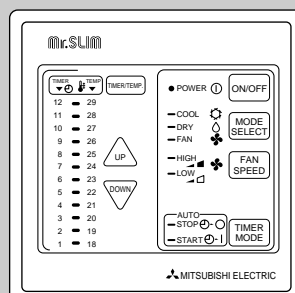 Mr.SLIM
TIMER TEMP TIMER/TEMP.
12 29
11 28
10 27
9 26
8 25
7 24
6 23
5 22
4 21
3 20
2 19
1 18
UP
DOWN
POWER ON/OFF
COOL
DRY
FAN
MODE
SELECT
HIGH
LOW
FAN
SPEED
AUTO
STOP
START
TIMER
MODE
MITSUBISHI ELECTRIC